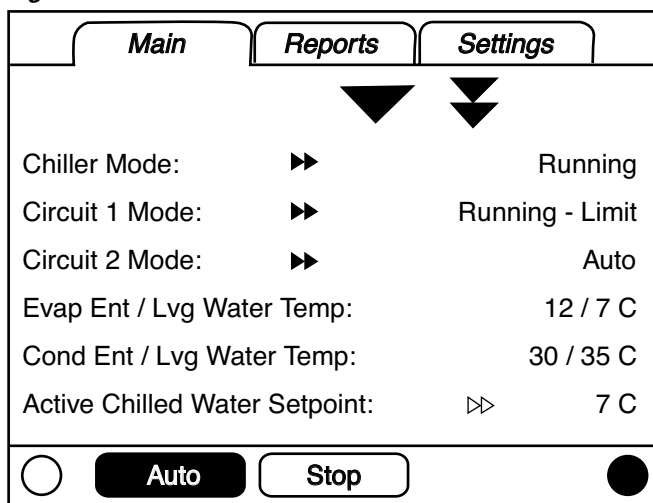 Main Reports Settings
Chiller Mode: Running
Circuit 1 Mode: Running - Limit
Circuit 2 Mode: Auto
Evap Ent / Lvg Water Temp: 12 / 7 C
Cond Ent / Lvg Water Temp: 30 / 35 C
Active Chilled Water Setpoint: 7 C
Auto Stop